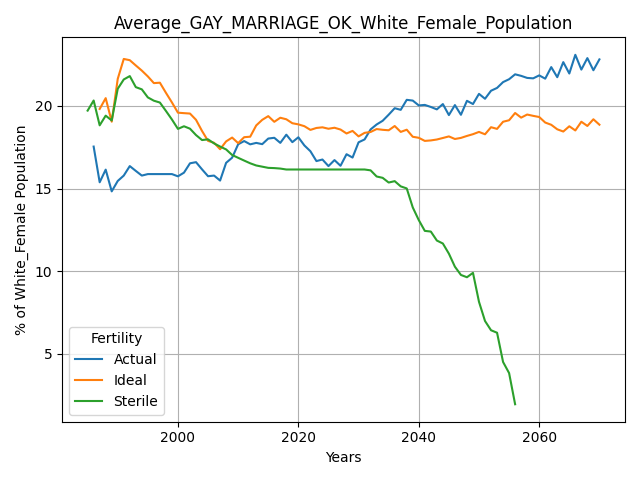 Average_GAY_MARRIAGE_OK_White_Female_Population
% of White_Female Population
20
15
10
5
Fertility
Actual
Ideal
Sterile
2000
2020
2040
2060
Years